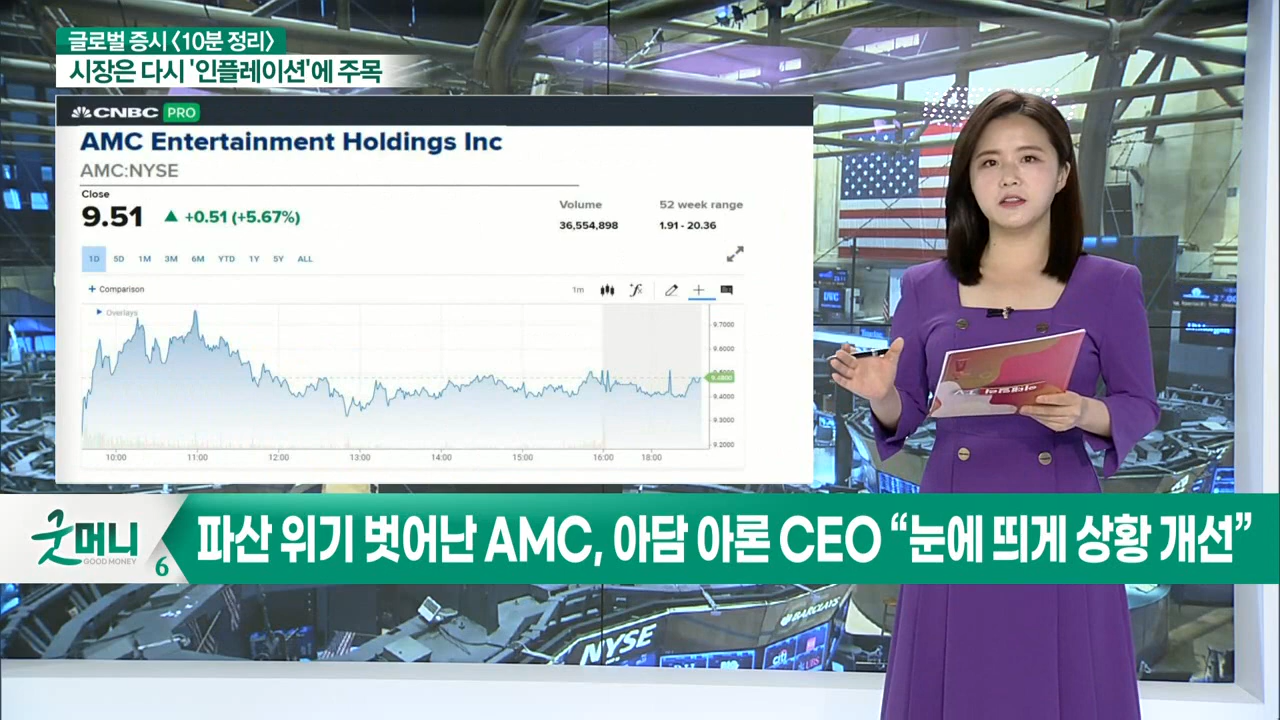 글로벌 증시 <10분 정리>
시장은 다시 '인플레이션'에 주목
CNBC PRO
AMC Entertainment Holdings Inc
AMC:NYSE
Close
9.51 ▲ +0.51 (+5.67%)
Volume 52 week range
36,554,898 1.91 - 20.36
1D 5D 1M 3M 6M YTD 1Y 5Y ALL
+ Comparison 1m
Overlays
9.7000
9.6000
9.5000
9.4800
9.4000
9.3000
9.2000
10:00 11:00 12:00 13:00 14:00 15:00 16:00 18:00
굿머니
GOOD MONEY
6
파산 위기 벗어난 AMC, 아담 아론 CEO “눈에 띄게 상황 개선”
NYSE
BARCLAYS
citi
UBS